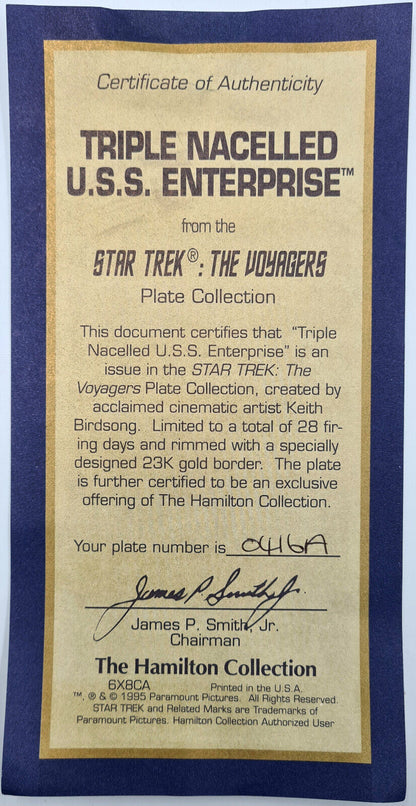 Certificate of Authenticity
TRIPLE NACELLED
U.S.S. ENTERPRISE™
from the
STAR TREK®: THE VOYAGERS
Plate Collection
This document certifies that "Triple
Nacelled U.S.S. Enterprise" is an
issue in the STAR TREK: The
Voyagers Plate Collection, created by
acclaimed cinematic artist Keith
Birdsong. Limited to a total of 28 fir-
ing days and rimmed with a specially
designed 23K gold border. The plate
is further certified to be an exclusive
offering of The Hamilton Collection.
Your plate number is 0416A
James P. Smith Jr.
James P. Smith, Jr.
Chairman
The Hamilton Collection
6X8CA Printed in the U.S.A.
™, ® & © 1995 Paramount Pictures. All Rights Reserved.
STAR TREK and Related Marks are Trademarks of
Paramount Pictures. Hamilton Collection Authorized User